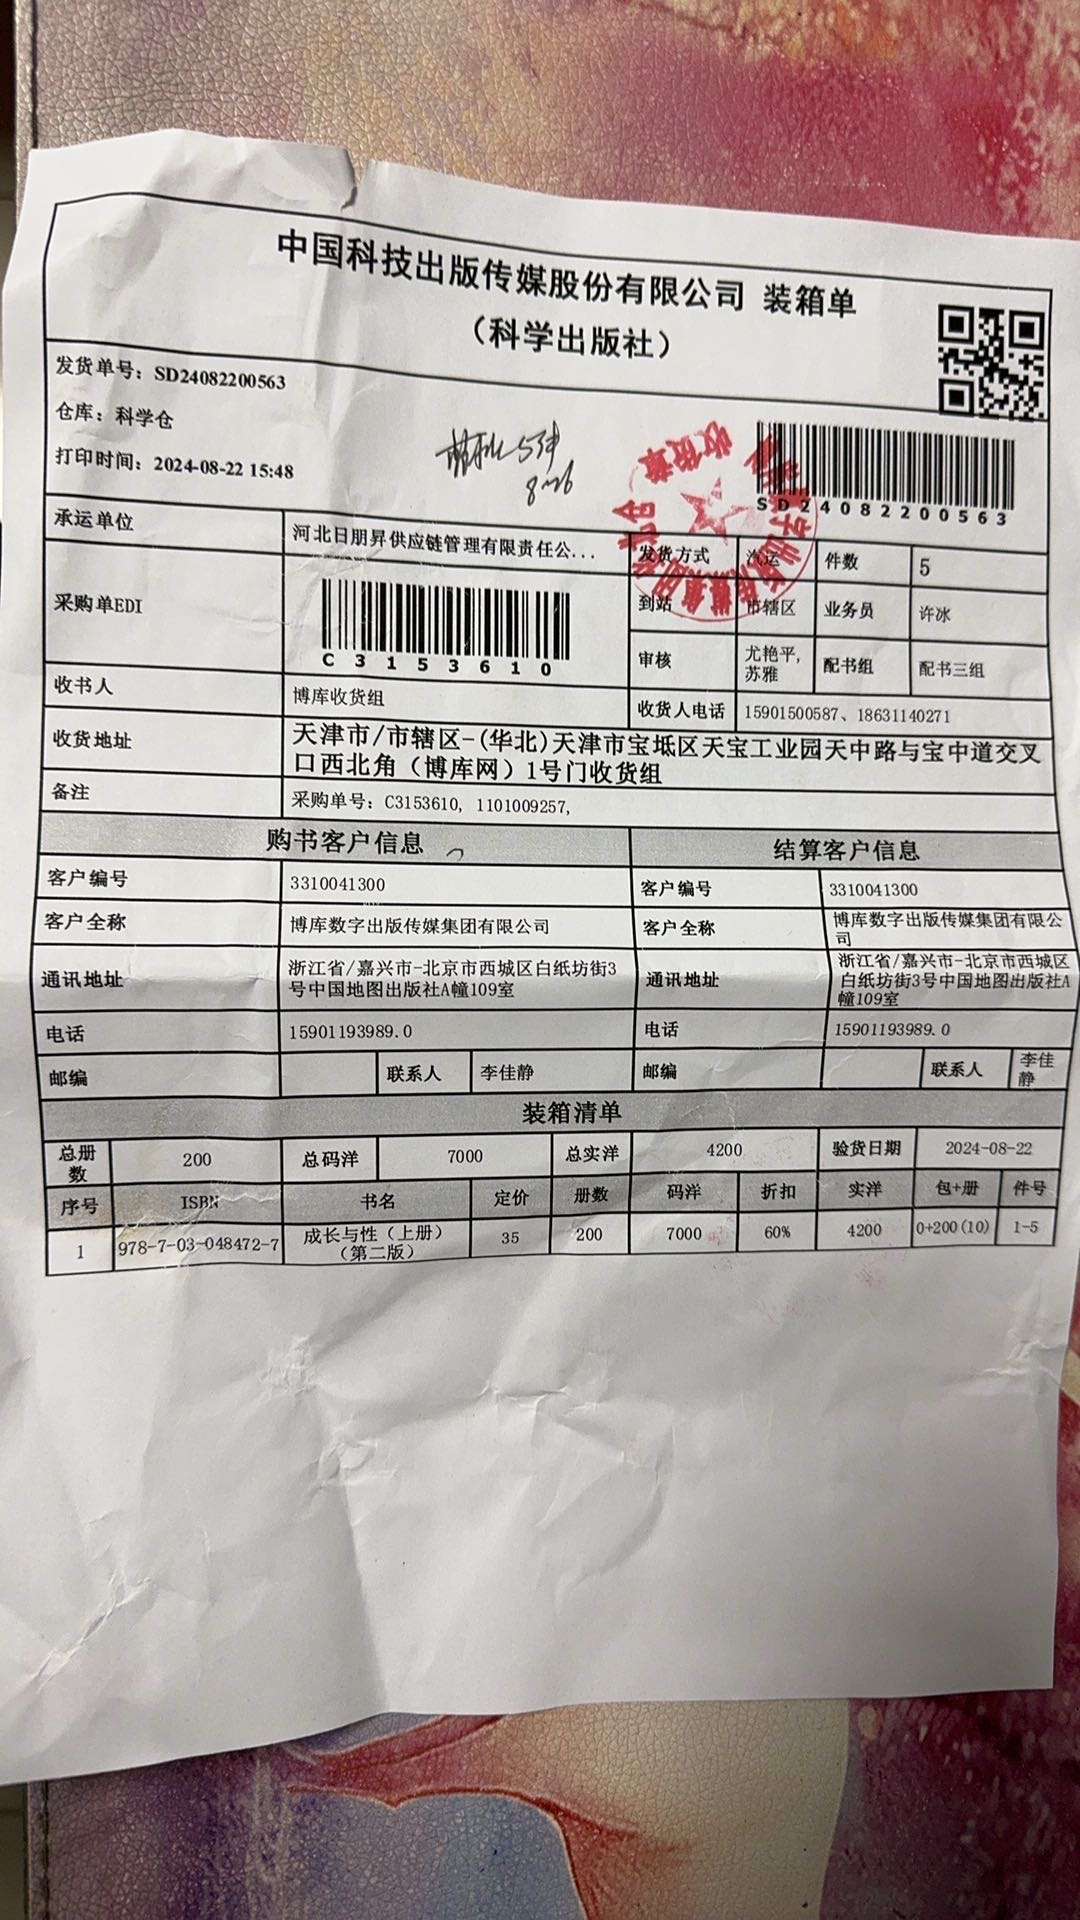 中国科技出版传媒股份有限公司 装箱单
（科学出版社）
发货单号：SD24082200563
仓库：科学仓
打印时间：2024-08-22 15:48
8 26
收货章
SD24082200563
承运单位 河北日朋昇供应链管理有限责任公... 发货方式 汽运 件数 5
采购单EDI C3153610 到站 市辖区 业务员 许冰
审核 尤艳平,
苏雅 配书组 配书三组
收书人 博库收货组 收货人电话 15901500587、18631140271
收货地址 天津市/市辖区-(华北)天津市宝坻区天宝工业园天中路与宝中道交叉
口西北角（博库网）1号门收货组
备注 采购单号：C3153610, 1101009257,
购书客户信息 结算客户信息
客户编号 3310041300 客户编号 3310041300
客户全称 博库数字出版传媒集团有限公司 客户全称 博库数字出版传媒集团有限公
司
通讯地址 浙江省/嘉兴市-北京市西城区白纸坊街3
号中国地图出版社A幢109室 通讯地址 浙江省/嘉兴市-北京市西城区
白纸坊街3号中国地图出版社A
幢109室
电话 15901193989.0 电话 15901193989.0
邮编 联系人 李佳静 邮编 联系人 李佳
静
装箱清单
总册
数 200 总码洋 7000 总实洋 4200 验货日期 2024-08-22
序号 ISBN 书名 定价 册数 码洋 折扣 实洋 包+册 件号
1 978-7-03-048472-7 成长与性（上册）
（第二版） 35 200 7000 60% 4200 0+200(10) 1-5